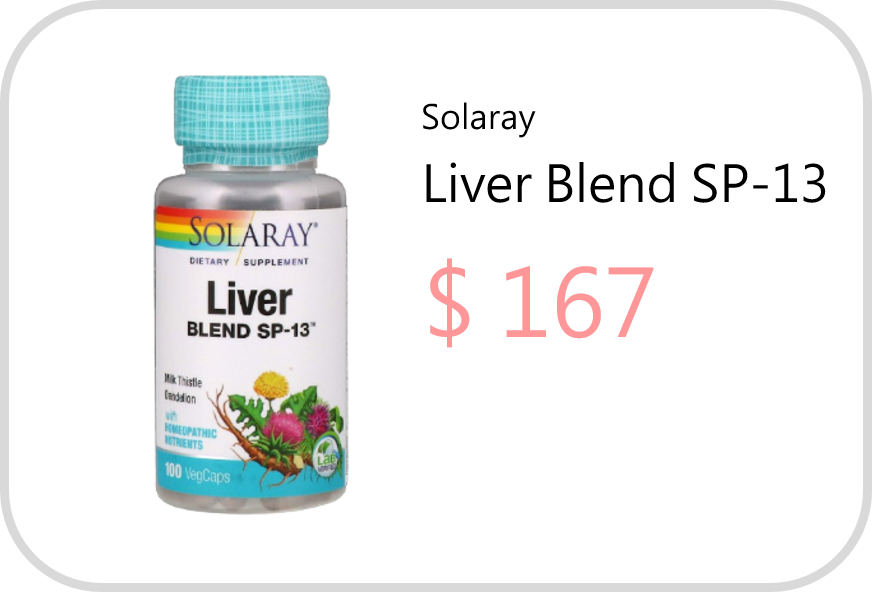 SOLARAY®
DIETARY / SUPPLEMENT
Liver
BLEND SP-13™
Milk Thistle
Dandelion
with
HOMEOPATHIC
NUTRIENTS
100 VegCaps
Solaray
Liver Blend SP-13
$ 167